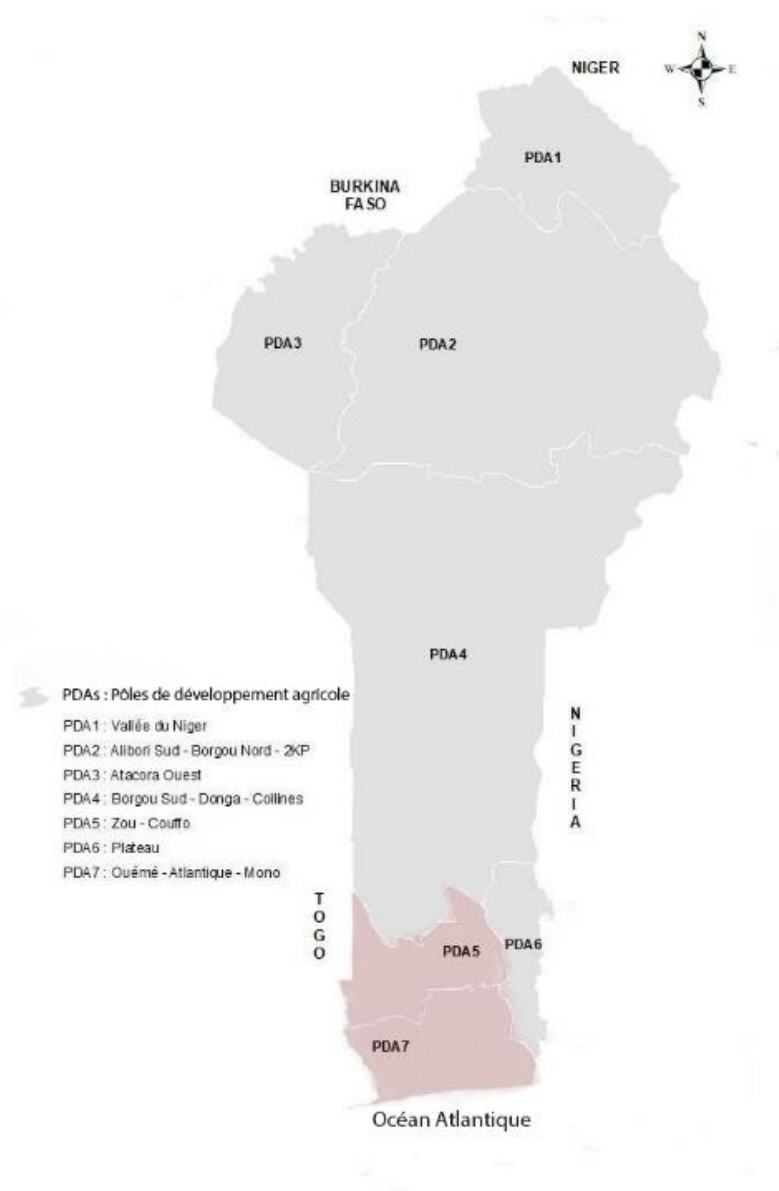 N
NIGER
W E
S
PDA1
BURKINA
FASO
PDA3
PDA2
PDA4
PDAs : Pôles de développement agricole
PDA1 : Vallée du Niger
PDA2 : Alibori Sud - Borgou Nord - 2KP
PDA3 : Atacora Ouest
PDA4 : Borgou Sud - Donga - Collines
PDA5 : Zou - Couffo
PDA6 : Plateau
PDA7 : Ouémé - Atlantique - Mono
N
I
G
E
R
I
A
T
O
G
O
PDA5
PDA6
PDA7
Océan Atlantique